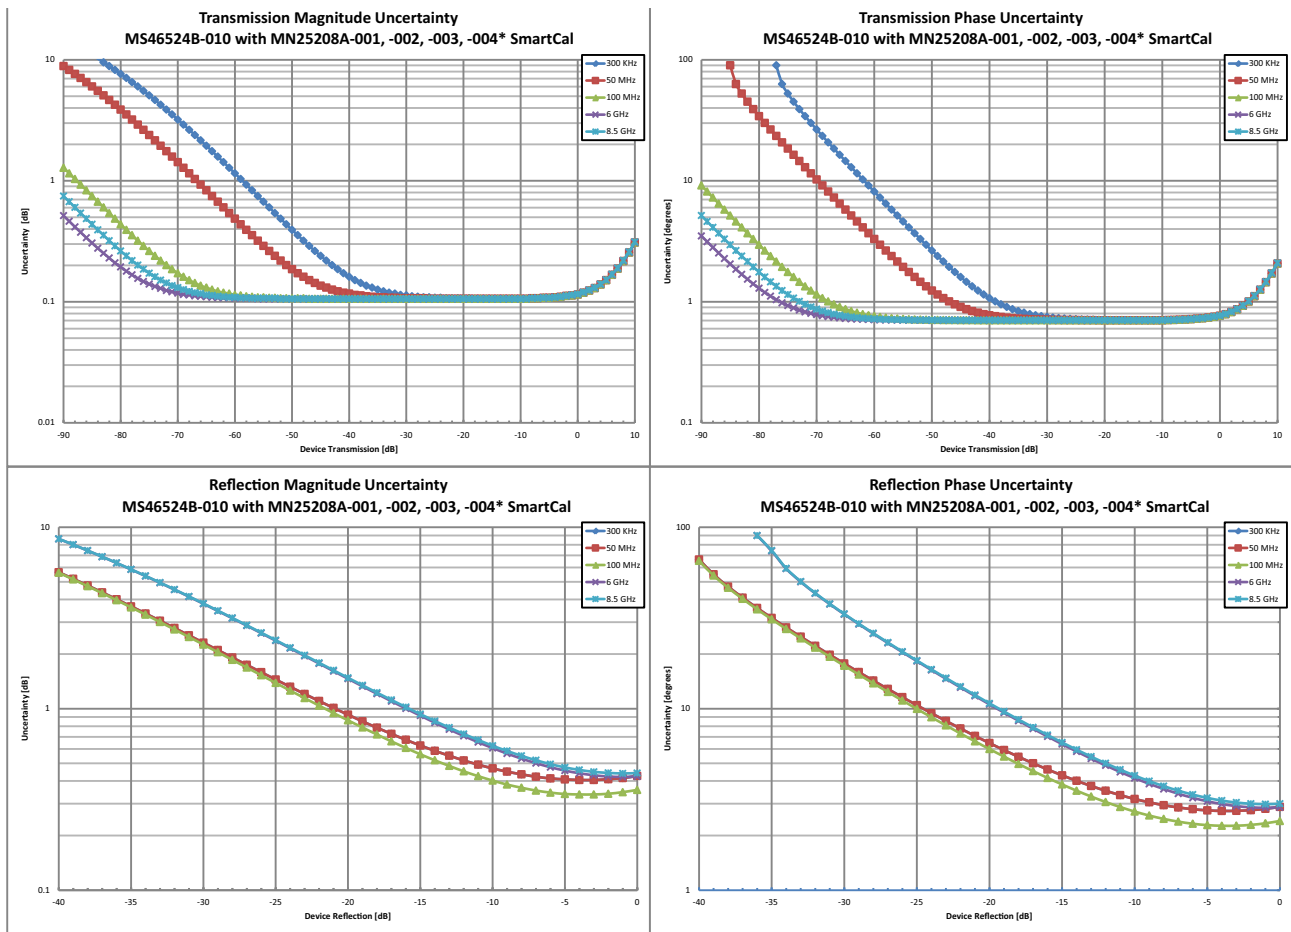 Transmission Magnitude Uncertainty
MS46524B-010 with MN25208A-001, -002, -003, -004* SmartCal
10
1
0.1
0.01
Uncertainty [dB]
-90 -80 -70 -60 -50 -40 -30 -20 -10 0 10
Device Transmission [dB]
300 KHz
50 MHz
100 MHz
6 GHz
8.5 GHz
Transmission Phase Uncertainty
MS46524B-010 with MN25208A-001, -002, -003, -004* SmartCal
100
10
1
0.1
Uncertainty [degrees]
-90 -80 -70 -60 -50 -40 -30 -20 -10 0 10
Device Transmission [dB]
300 KHz
50 MHz
100 MHz
6 GHz
8.5 GHz
Reflection Magnitude Uncertainty
MS46524B-010 with MN25208A-001, -002, -003, -004* SmartCal
10
1
0.1
Uncertainty [dB]
-40 -35 -30 -25 -20 -15 -10 -5 0
Device Reflection [dB]
300 KHz
50 MHz
100 MHz
6 GHz
8.5 GHz
Reflection Phase Uncertainty
MS46524B-010 with MN25208A-001, -002, -003, -004* SmartCal
100
10
1
Uncertainty [degrees]
-40 -35 -30 -25 -20 -15 -10 -5 0
Device Reflection [dB]
300 KHz
50 MHz
100 MHz
6 GHz
8.5 GHz